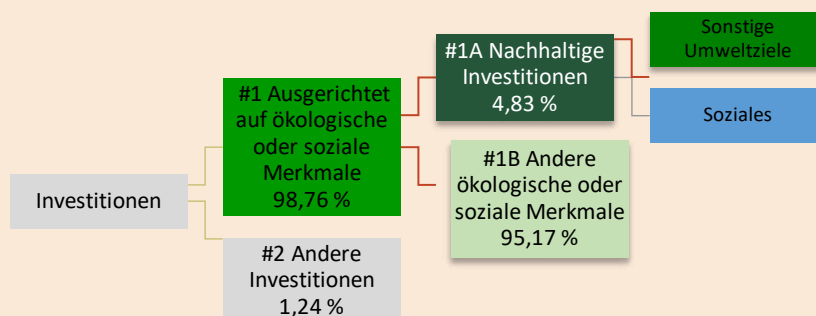 Investitionen
#1 Ausgerichtet
auf ökologische
oder soziale
Merkmale
98,76 %
#2 Andere
Investitionen
1,24 %
#1A Nachhaltige
Investitionen
4,83 %
#1B Andere
ökologische oder
soziale Merkmale
95,17 %
Sonstige
Umweltziele
Soziales